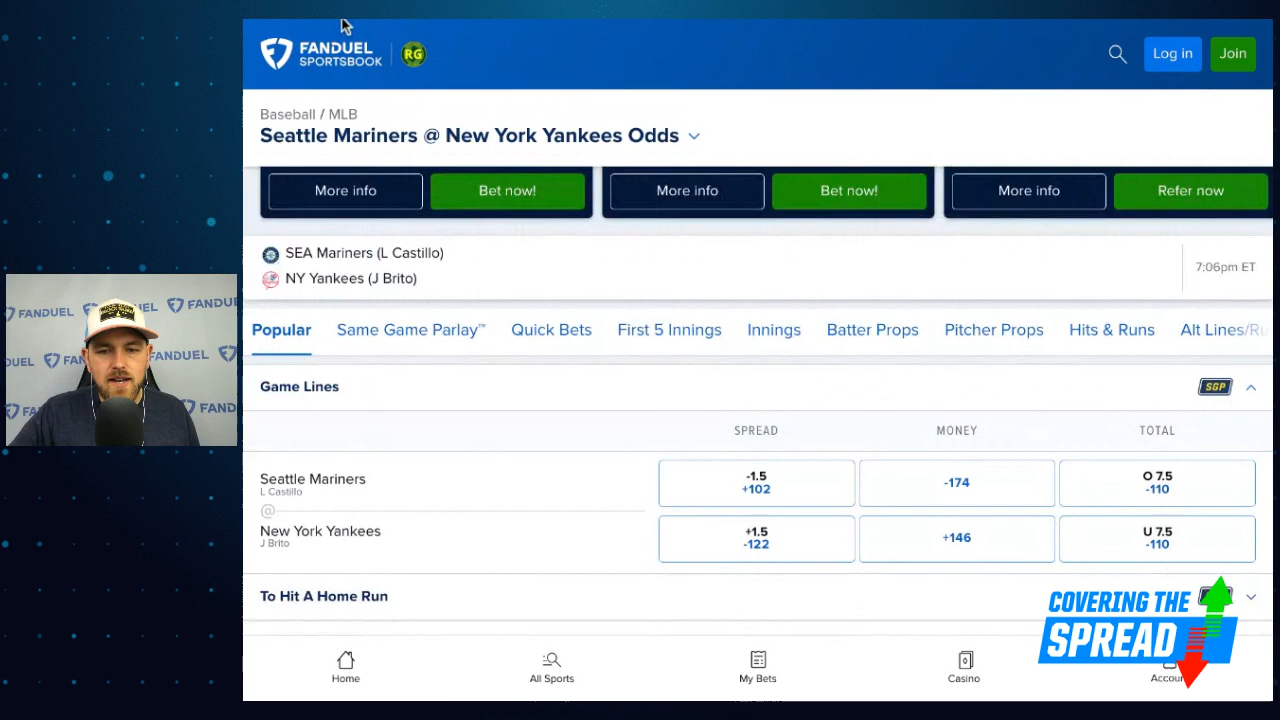 FANDUEL
SPORTSBOOK
RG
Log in
Join
Baseball / MLB
Seattle Mariners @ New York Yankees Odds
More info
Bet now!
More info
Bet now!
More info
Refer now
SEA Mariners (L Castillo)
NY Yankees (J Brito)
7:06pm ET
Popular
Same Game Parlay™
Quick Bets
First 5 Innings
Innings
Batter Props
Pitcher Props
Hits & Runs
Alt Lines/Ru
Game Lines
SGP
SPREAD
MONEY
TOTAL
Seattle Mariners
L Castillo
-1.5
+102
-174
O 7.5
-110
@
New York Yankees
J Brito
+1.5
-122
+146
U 7.5
-110
To Hit A Home Run
COVERING THE
SPREAD
Home
All Sports
My Bets
Casino
Accoun
FANDUEL